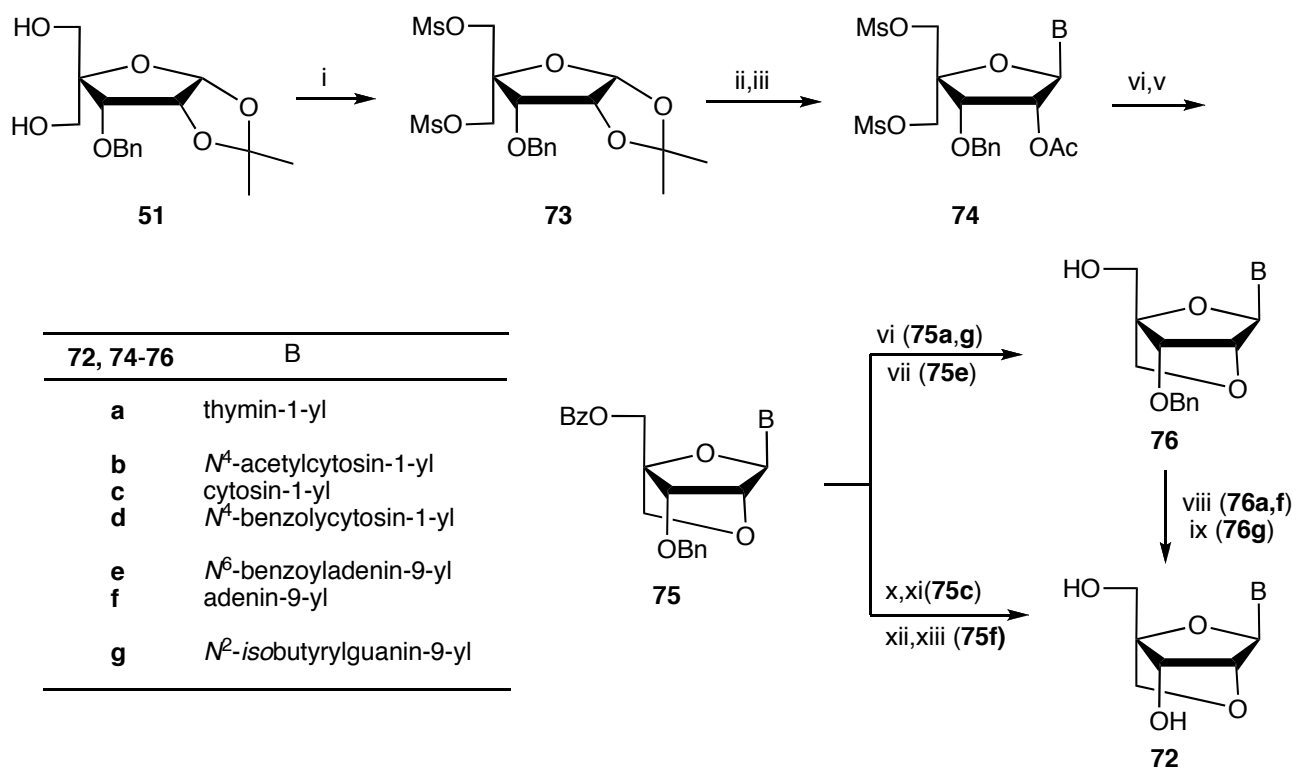 HO
O
O
O
HO
OBn
51
i
MsO
O
O
O
MsO
OBn
73
ii,iii
MsO
B
O
MsO
OBn
OAc
74
vi,v
72, 74-76 B
a thymin-1-yl
b N4-acetylcytosin-1-yl
c cytosin-1-yl
d N4-benzolycytosin-1-yl
e N6-benzoyladenin-9-yl
f adenin-9-yl
g N2-isobutyrylguanin-9-yl
BzO
B
O
O
OBn
75
vi (75a,g)
vii (75e)
x,xi(75c)
xii,xiii (75f)
HO
B
O
O
OBn
76
viii (76a,f)
ix (76g)
HO
B
O
O
OH
72